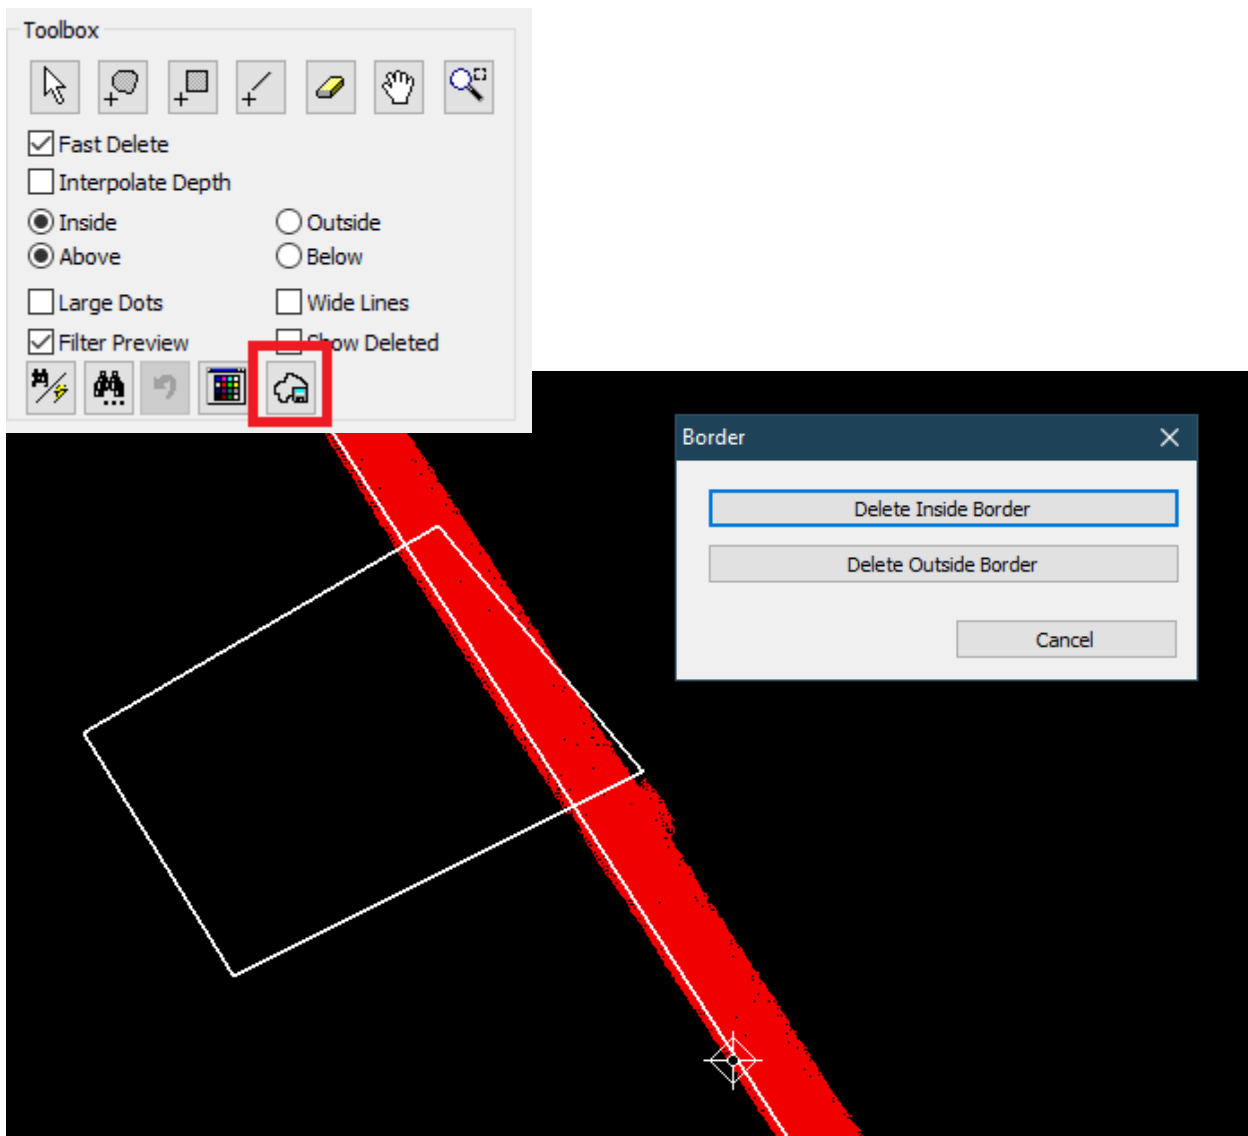 Toolbox
Fast Delete
Interpolate Depth
Inside Outside
Above Below
Large Dots Wide Lines
Filter Preview Show Deleted
Border
Delete Inside Border
Delete Outside Border
Cancel